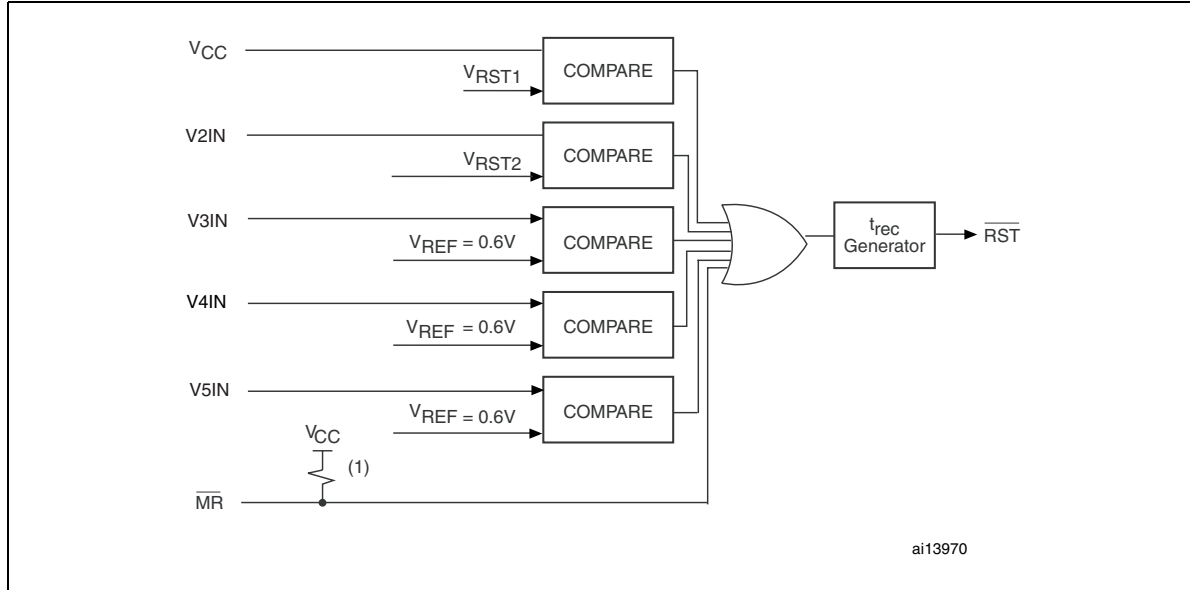 VCC
COMPARE
VRST1
V2IN
COMPARE
VRST2
V3IN
COMPARE
VREF = 0.6V
V4IN
COMPARE
VREF = 0.6V
V5IN
COMPARE
VREF = 0.6V
VCC
(1)
MR
trec
Generator
RST
ai13970